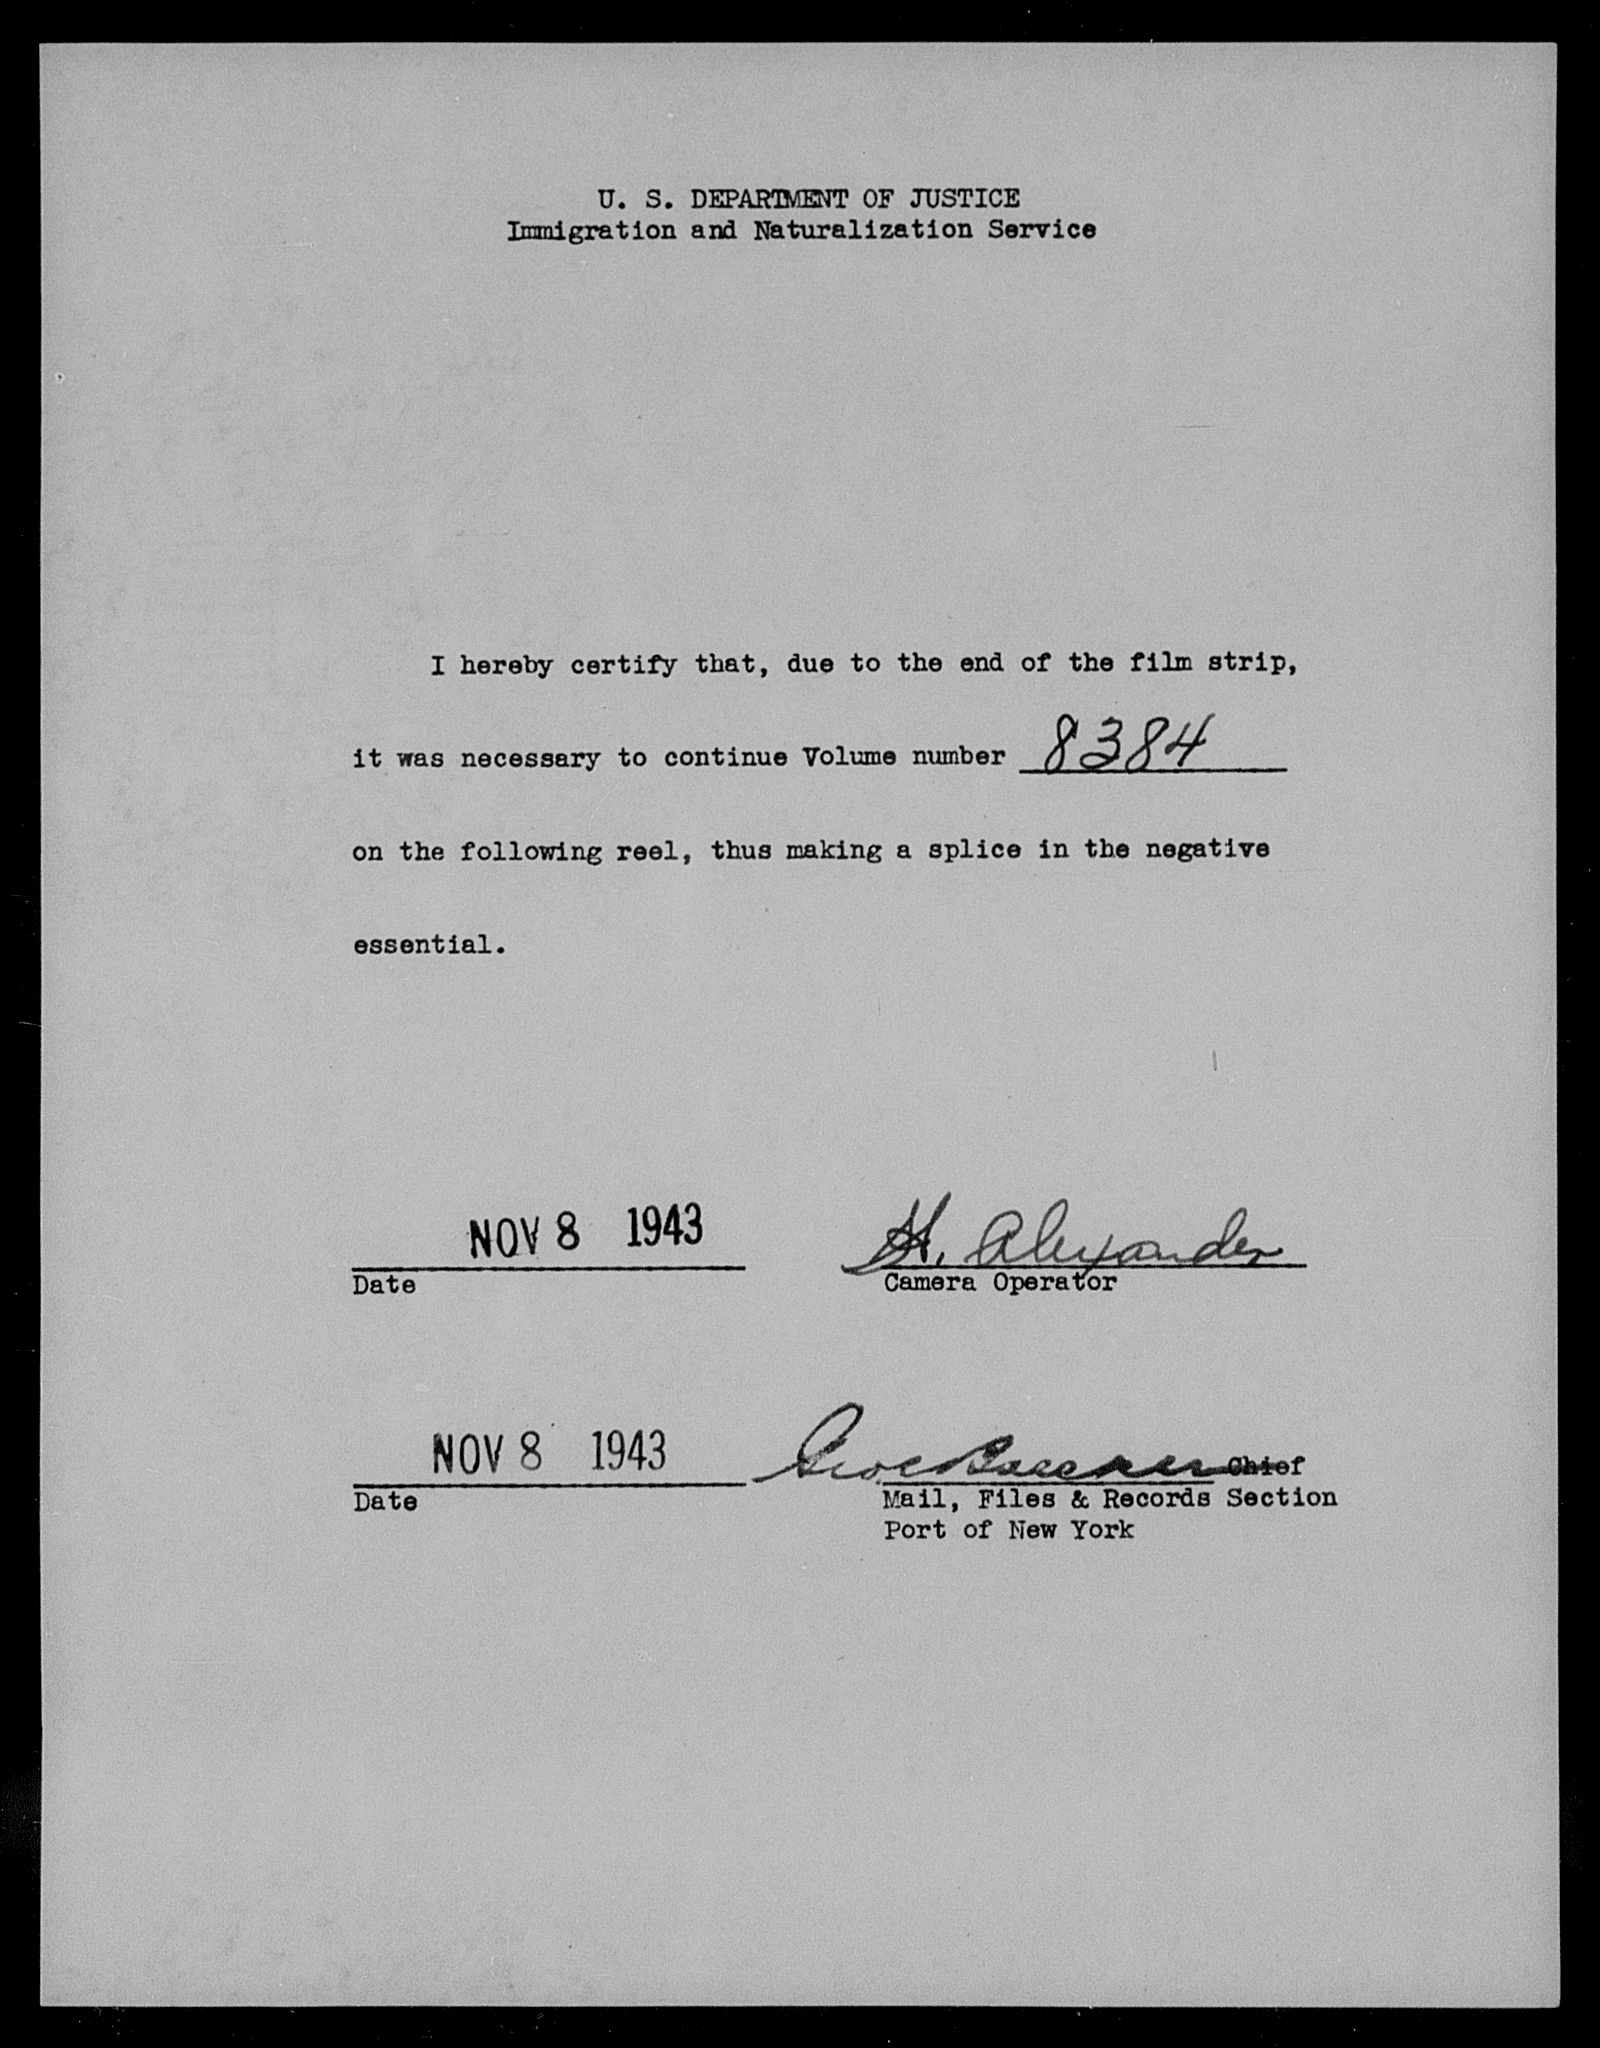 U. S. DEPARTMENT OF JUSTICE
Immigration and Naturalization Service
I hereby certify that, due to the end of the film strip,
it was necessary to continue Volume number 8384
on the following reel, thus making a splice in the negative
essential.
NOV 8 1943 H. Alexander
Date Camera Operator
NOV 8 1943 Chief
Date Mail, Files & Records Section
Port of New York